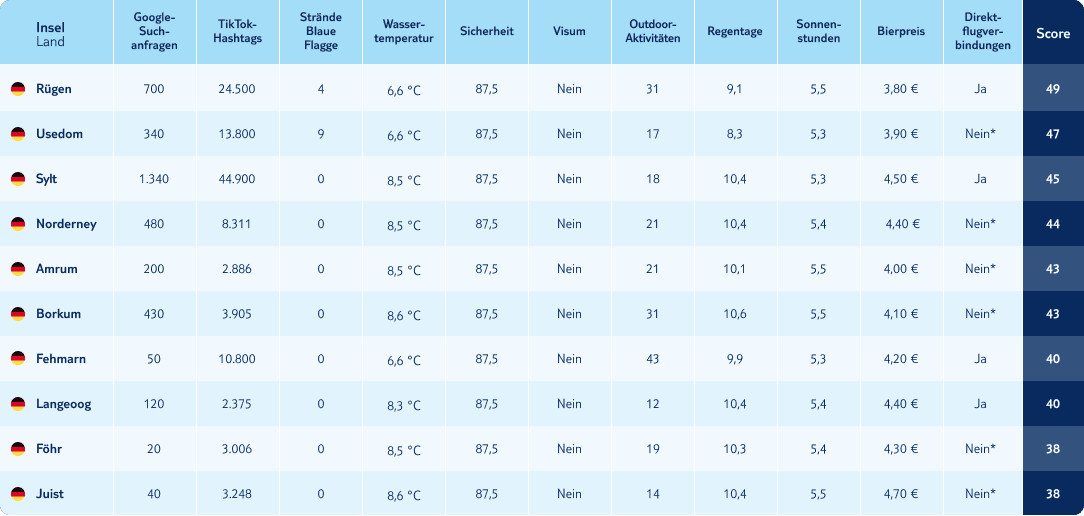 Insel Land Google-Such-anfragen TikTok-Hashtags Strände Blaue Flagge Wasser-temperatur Sicherheit Visum Outdoor-Aktivitäten Regentage Sonnen-stunden Bierpreis Direkt-flugver-bindungen Score
Rügen 700 24.500 4 6,6 °C 87,5 Nein 31 9,1 5,5 3,80 € Ja 49
Usedom 340 13.800 9 6,6 °C 87,5 Nein 17 8,3 5,3 3,90 € Nein* 47
Sylt 1.340 44.900 0 8,5 °C 87,5 Nein 18 10,4 5,3 4,50 € Ja 45
Norderney 480 8.311 0 8,5 °C 87,5 Nein 21 10,4 5,4 4,40 € Nein* 44
Amrum 200 2.886 0 8,5 °C 87,5 Nein 21 10,1 5,5 4,00 € Nein* 43
Borkum 430 3.905 0 8,6 °C 87,5 Nein 31 10,6 5,5 4,10 € Nein* 43
Fehmarn 50 10.800 0 6,6 °C 87,5 Nein 43 9,9 5,3 4,20 € Ja 40
Langeoog 120 2.375 0 8,3 °C 87,5 Nein 12 10,4 5,4 4,40 € Ja 40
Föhr 20 3.006 0 8,5 °C 87,5 Nein 19 10,3 5,4 4,30 € Nein* 38
Juist 40 3.248 0 8,6 °C 87,5 Nein 14 10,4 5,5 4,70 € Nein* 38